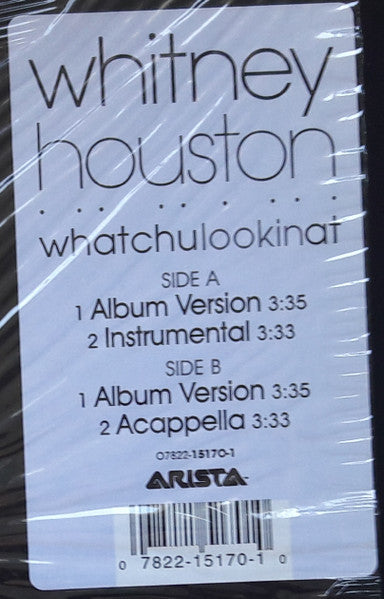 whitney
houston
whatchulookinat
SIDE A
1 Album Version 3:35
2 Instrumental 3:33
SIDE B
1 Album Version 3:35
2 Acappella 3:33
07822-15170-1
ARISTA
0 7822-15170-1 0